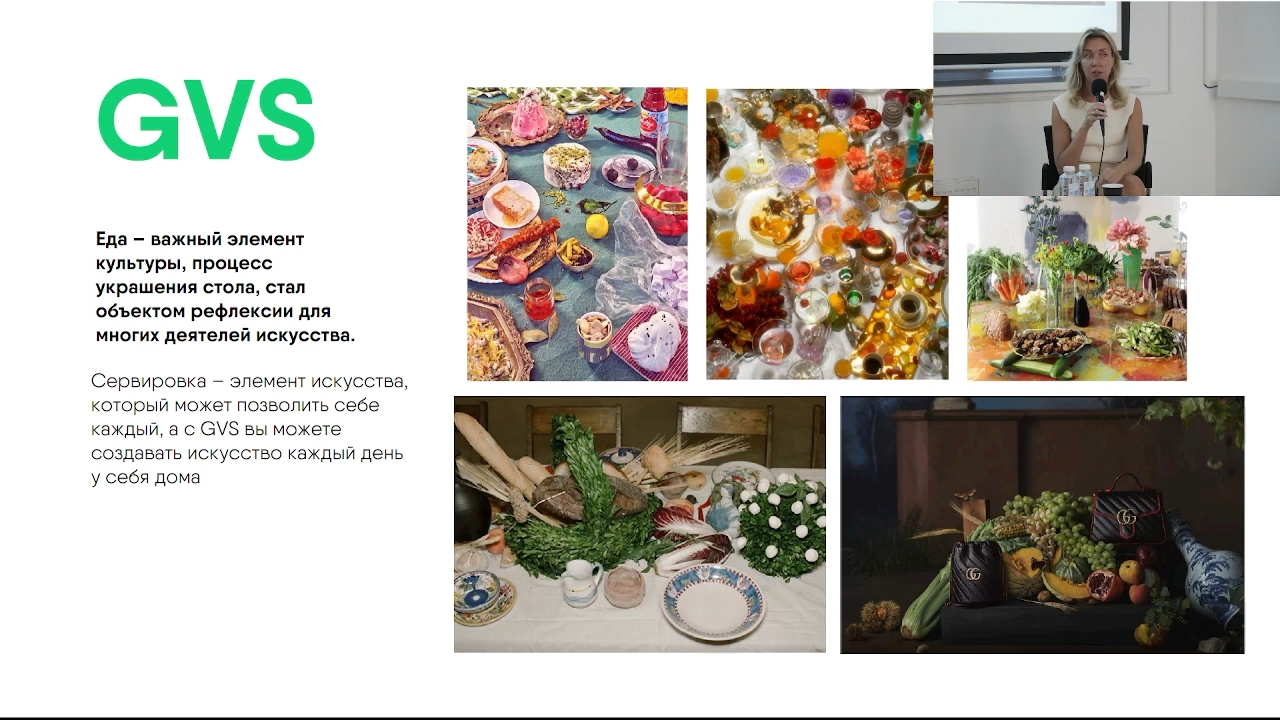 GVS
Еда – важный элемент
культуры, процесс
украшения стола, стал
объектом рефлексии для
многих деятелей искусства.
Сервировка – элемент искусства,
который может позволить себе
каждый, а с GVS вы можете
создавать искусство каждый день
у себя дома